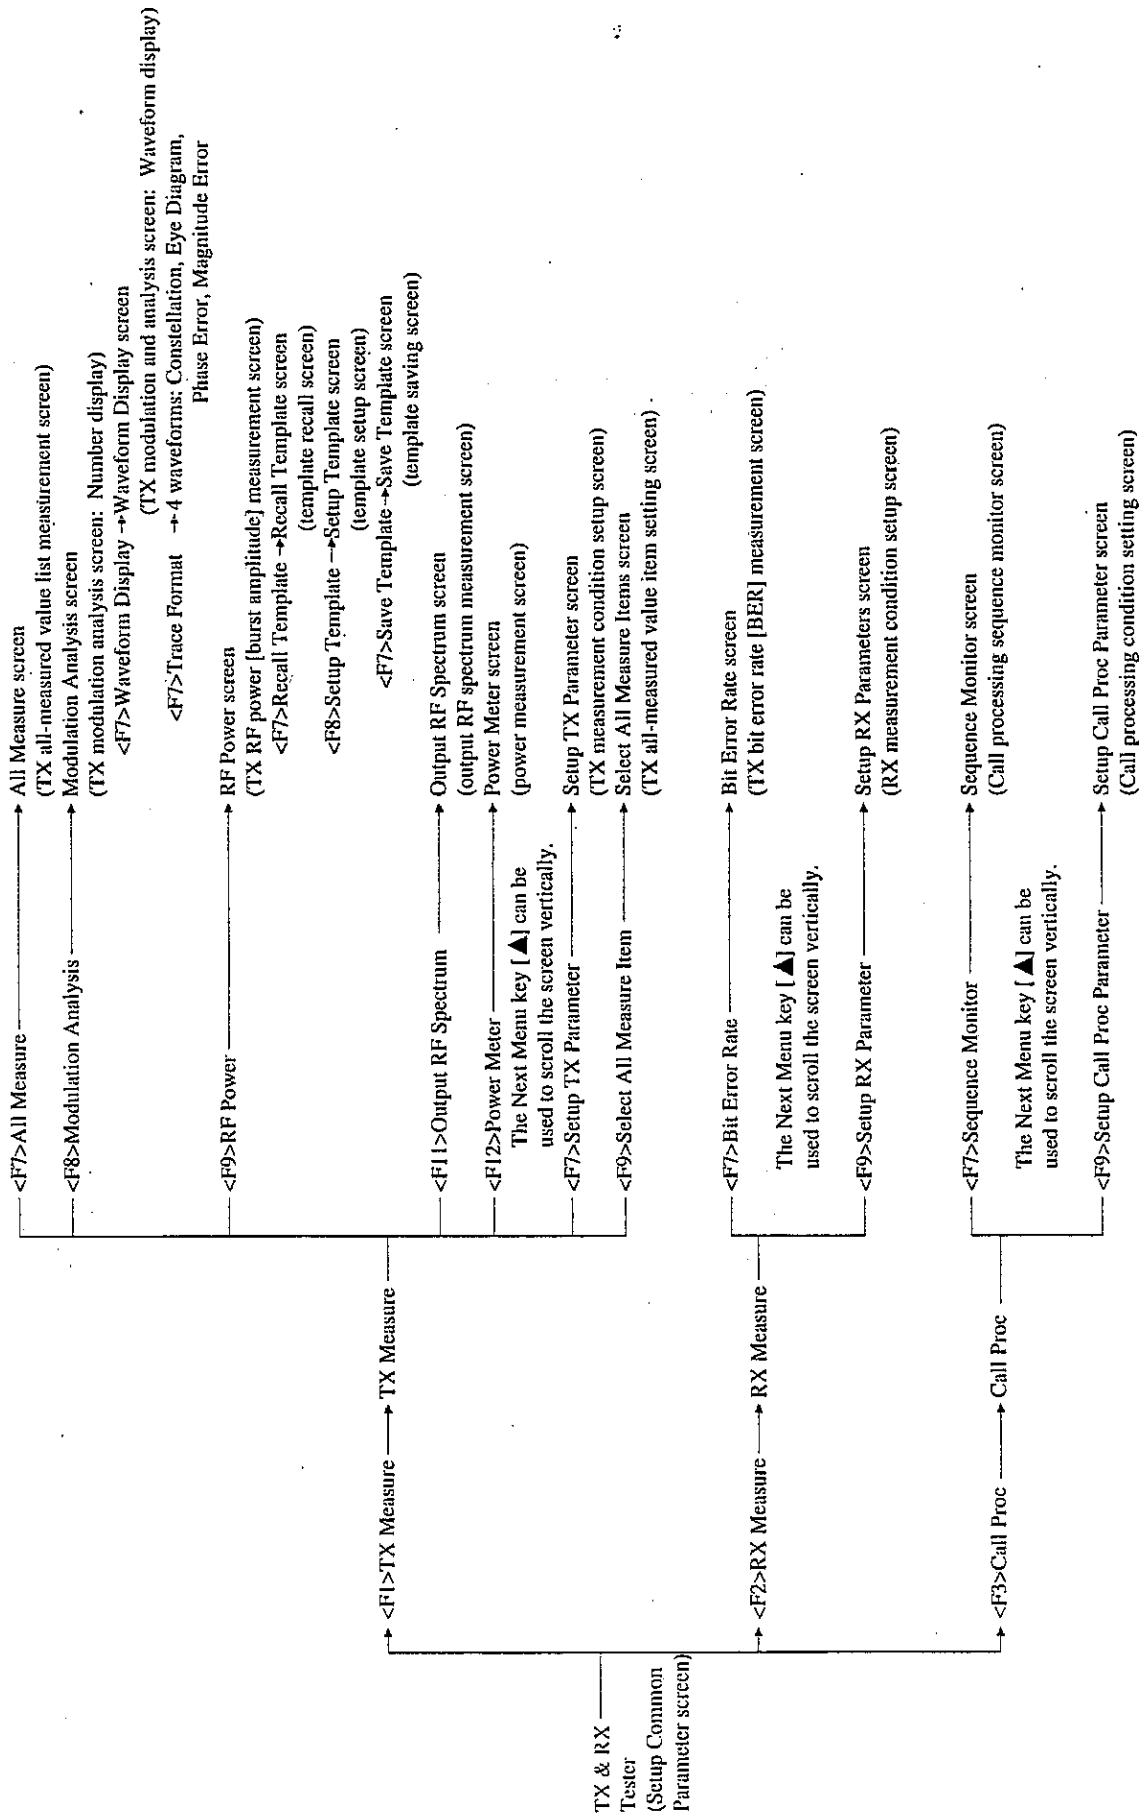 TX & RX
Tester
(Setup Common
Parameter screen)
<F1>TX Measure
TX Measure
<F7>All Measure
All Measure screen
(TX all-measured value list measurement screen)
<F8>Modulation Analysis
Modulation Analysis screen
(TX modulation analysis screen: Number display)
<F7>Waveform Display → Waveform Display screen
(TX modulation and analysis screen: Waveform display)
<F7>Trace Format → 4 waveforms: Constellation, Eye Diagram,
Phase Error, Magnitude Error
<F9>RF Power
RF Power screen
(TX RF power [burst amplitude] measurement screen)
<F7>Recall Template → Recall Template screen
(template recall screen)
<F8>Setup Template → Setup Template screen
(template setup screen)
<F7>Save Template → Save Template screen
(template saving screen)
<F11>Output RF Spectrum
Output RF Spectrum screen
(output RF spectrum measurement screen)
<F12>Power Meter
Power Meter screen
(power measurement screen)
The Next Menu key [▲] can be
used to scroll the screen vertically.
<F7>Setup TX Parameter
Setup TX Parameter screen
(TX measurement condition setup screen)
<F9>Select All Measure Item
Select All Measure Items screen
(TX all-measured value item setting screen)
<F2>RX Measure
RX Measure
<F7>Bit Error Rate
Bit Error Rate screen
(TX bit error rate [BER] measurement screen)
The Next Menu key [▲] can be
used to scroll the screen vertically.
<F9>Setup RX Parameter
Setup RX Parameters screen
(RX measurement condition setup screen)
<F3>Call Proc
Call Proc
<F7>Sequence Monitor
Sequence Monitor screen
(Call processing sequence monitor screen)
The Next Menu key [▲] can be
used to scroll the screen vertically.
<F9>Setup Call Proc Parameter
Setup Call Proc Parameter screen
(Call processing condition setting screen)